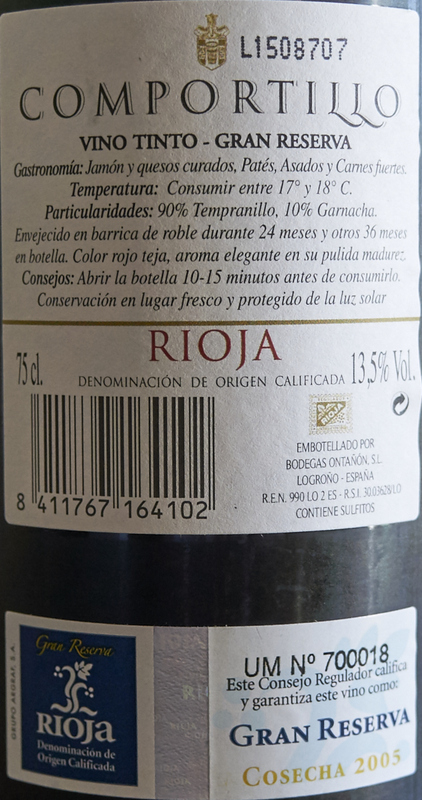 L1508707
COMPORTILLO
VINO TINTO - GRAN RESERVA
Gastronomía: Jamón y quesos curados, Patés, Asados y Carnes fuertes.
Temperatura: Consumir entre 17° y 18° C.
Particularidades: 90% Tempranillo, 10% Garnacha.
Envejecido en barrica de roble durante 24 meses y otros 36 meses
en botella. Color rojo teja, aroma elegante en su pulida madurez.
Consejos: Abrir la botella 10-15 minutos antes de consumirlo.
Conservación en lugar fresco y protegido de la luz solar
RIOJA
75 cl.
DENOMINACIÓN DE ORIGEN CALIFICADA
13,5% Vol.
RIOJA
EMBOTELLADO POR
BODEGAS ONTAÑÓN, S.L.
LOGROÑO - ESPAÑA
R.E.N. 990 LO 2 ES - R.S.I. 30.03628/LO
CONTIENE SULFITOS
8 411767 164102
GRUPO ARGRAF, S.A.
Gran Reserva
RIOJa
Denominación de
Origen Calificada
UM Nº 700018
Este Consejo Regulador califica
y garantiza este vino como:
GRAN RESERVA
COSECHA 2005